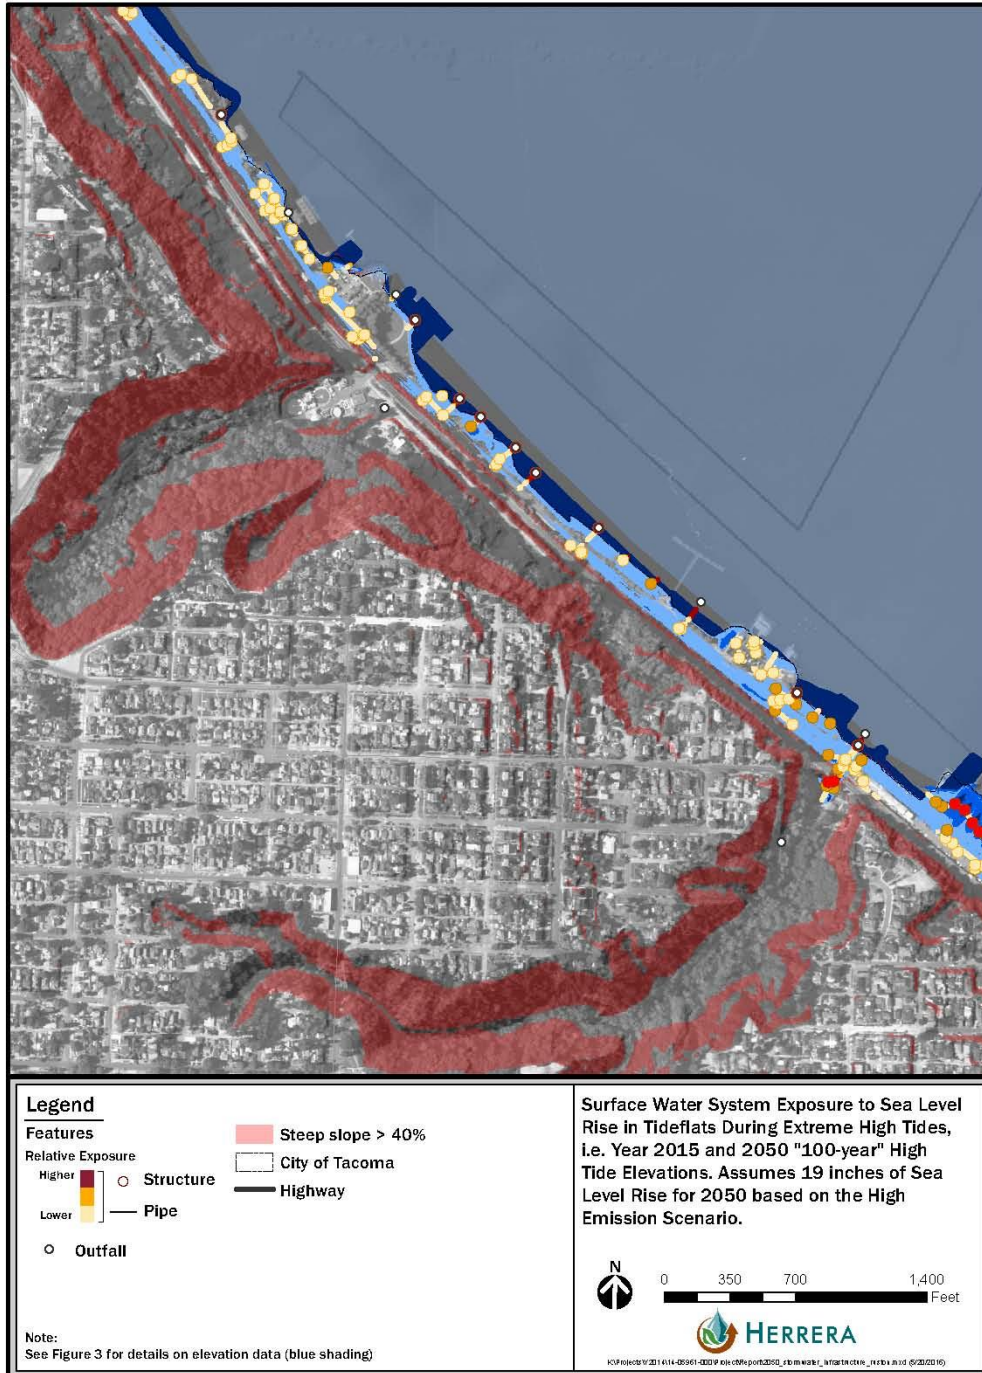 Legend
Features
Relative Exposure
Higher
Lower
Structure
Pipe
Outfall
Steep slope > 40%
City of Tacoma
Highway
Note:
See Figure 3 for details on elevation data (blue shading)
Surface Water System Exposure to Sea Level
Rise in Tideflats During Extreme High Tides,
i.e. Year 2015 and 2050 "100-year" High
Tide Elevations. Assumes 19 inches of Sea
Level Rise for 2050 based on the High
Emission Scenario.
N
0 350 700 1,400
Feet
HERRERA